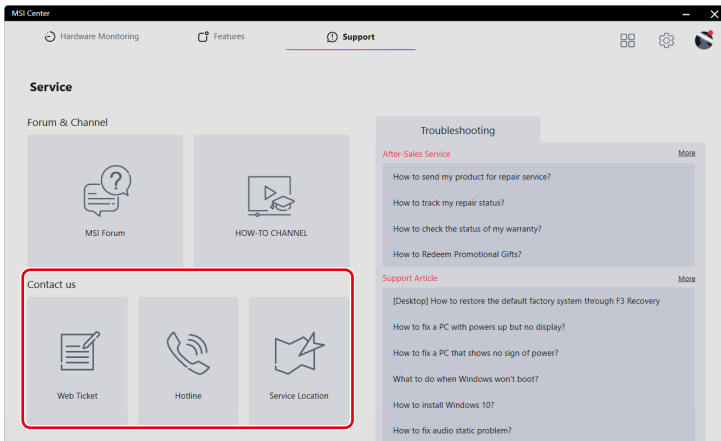 MSI Center
Hardware Monitoring
Features
Support
Service
Forum & Channel
MSI Forum
HOW-TO CHANNEL
Contact us
Web Ticket
Hotline
Service Location
Troubleshooting
After-Sales Service
More
How to send my product for repair service?
How to track my repair status?
How to check the status of my warranty?
How to Redeem Promotional Gifts?
Support Article
More
[Desktop] How to restore the default factory system through F3 Recovery
How to fix a PC with powers up but no display?
How to fix a PC that shows no sign of power?
What to do when Windows won't boot?
How to install Windows 10?
How to fix audio static problem?